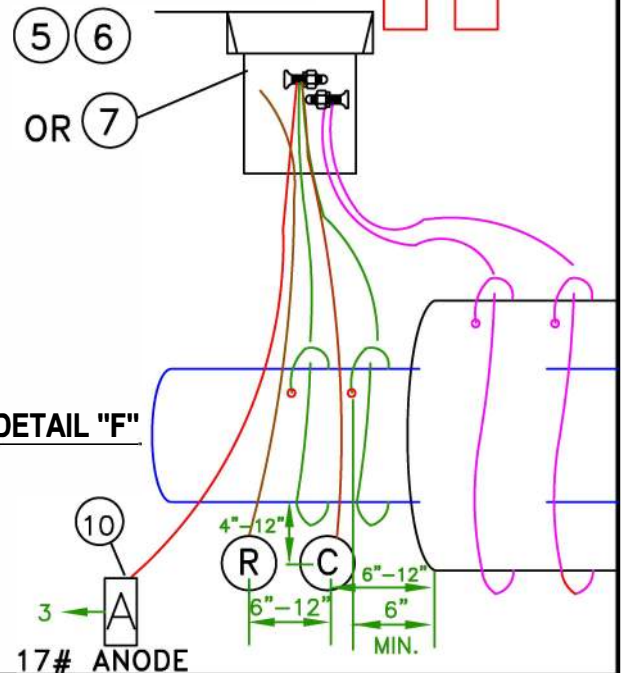 5 6
OR 7
DETAIL "F"
10
4"-12"
R C
6"-12"
6"-12"
3 A
6"
MIN.
17# ANODE